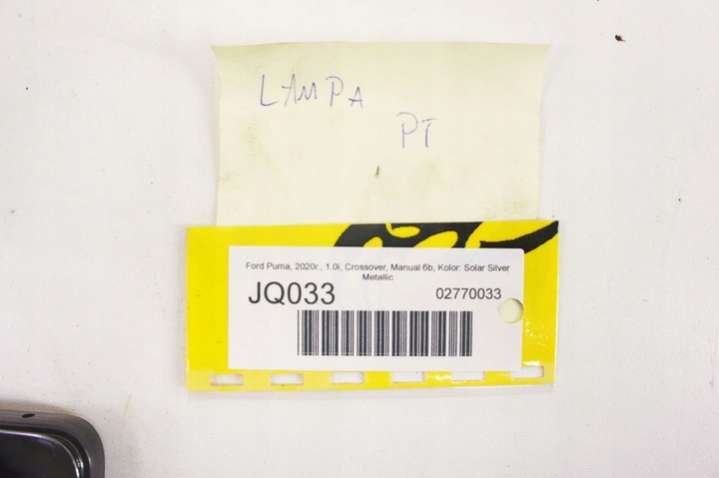 LAMPA
PT
Ford Puma, 2020r., 1.0i, Crossover, Manual 6b, Kolor: Solar Silver
Metallic
JQ033 02770033